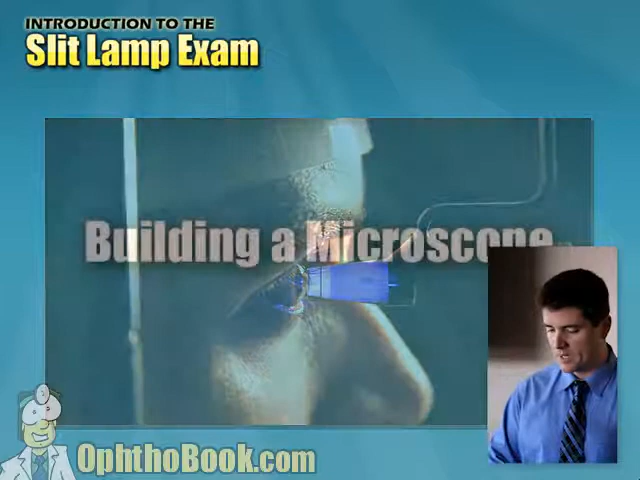 INTRODUCTION TO THE
Slit Lamp Exam
Building a Microscope
OphthoBook.com